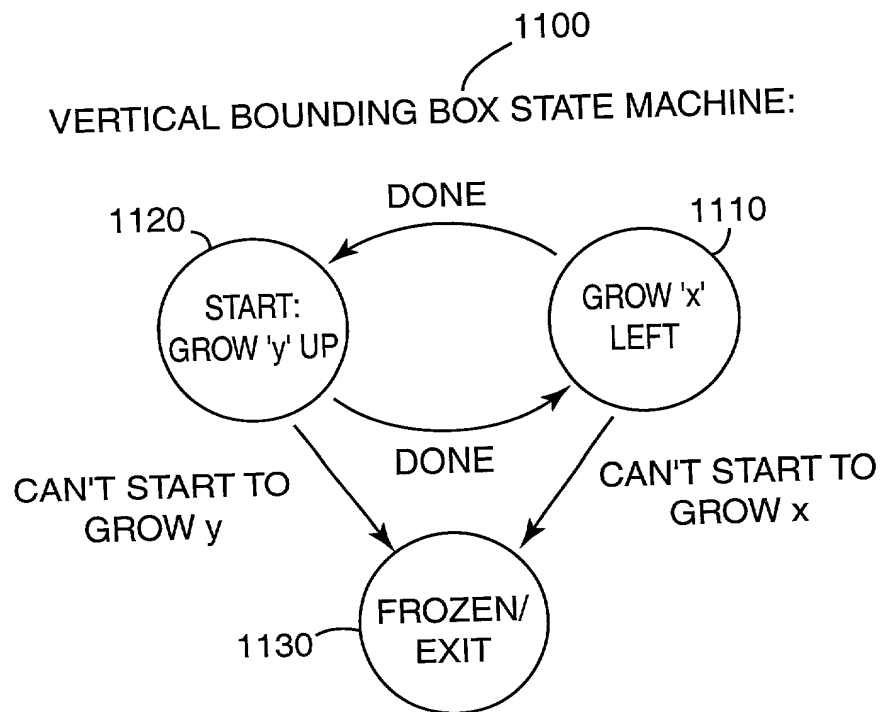 1100
VERTICAL BOUNDING BOX STATE MACHINE:
DONE
1120
1110
START:
GROW 'y' UP
GROW 'x'
LEFT
DONE
CAN'T START TO
GROW y
CAN'T START TO
GROW x
FROZEN/
EXIT
1130